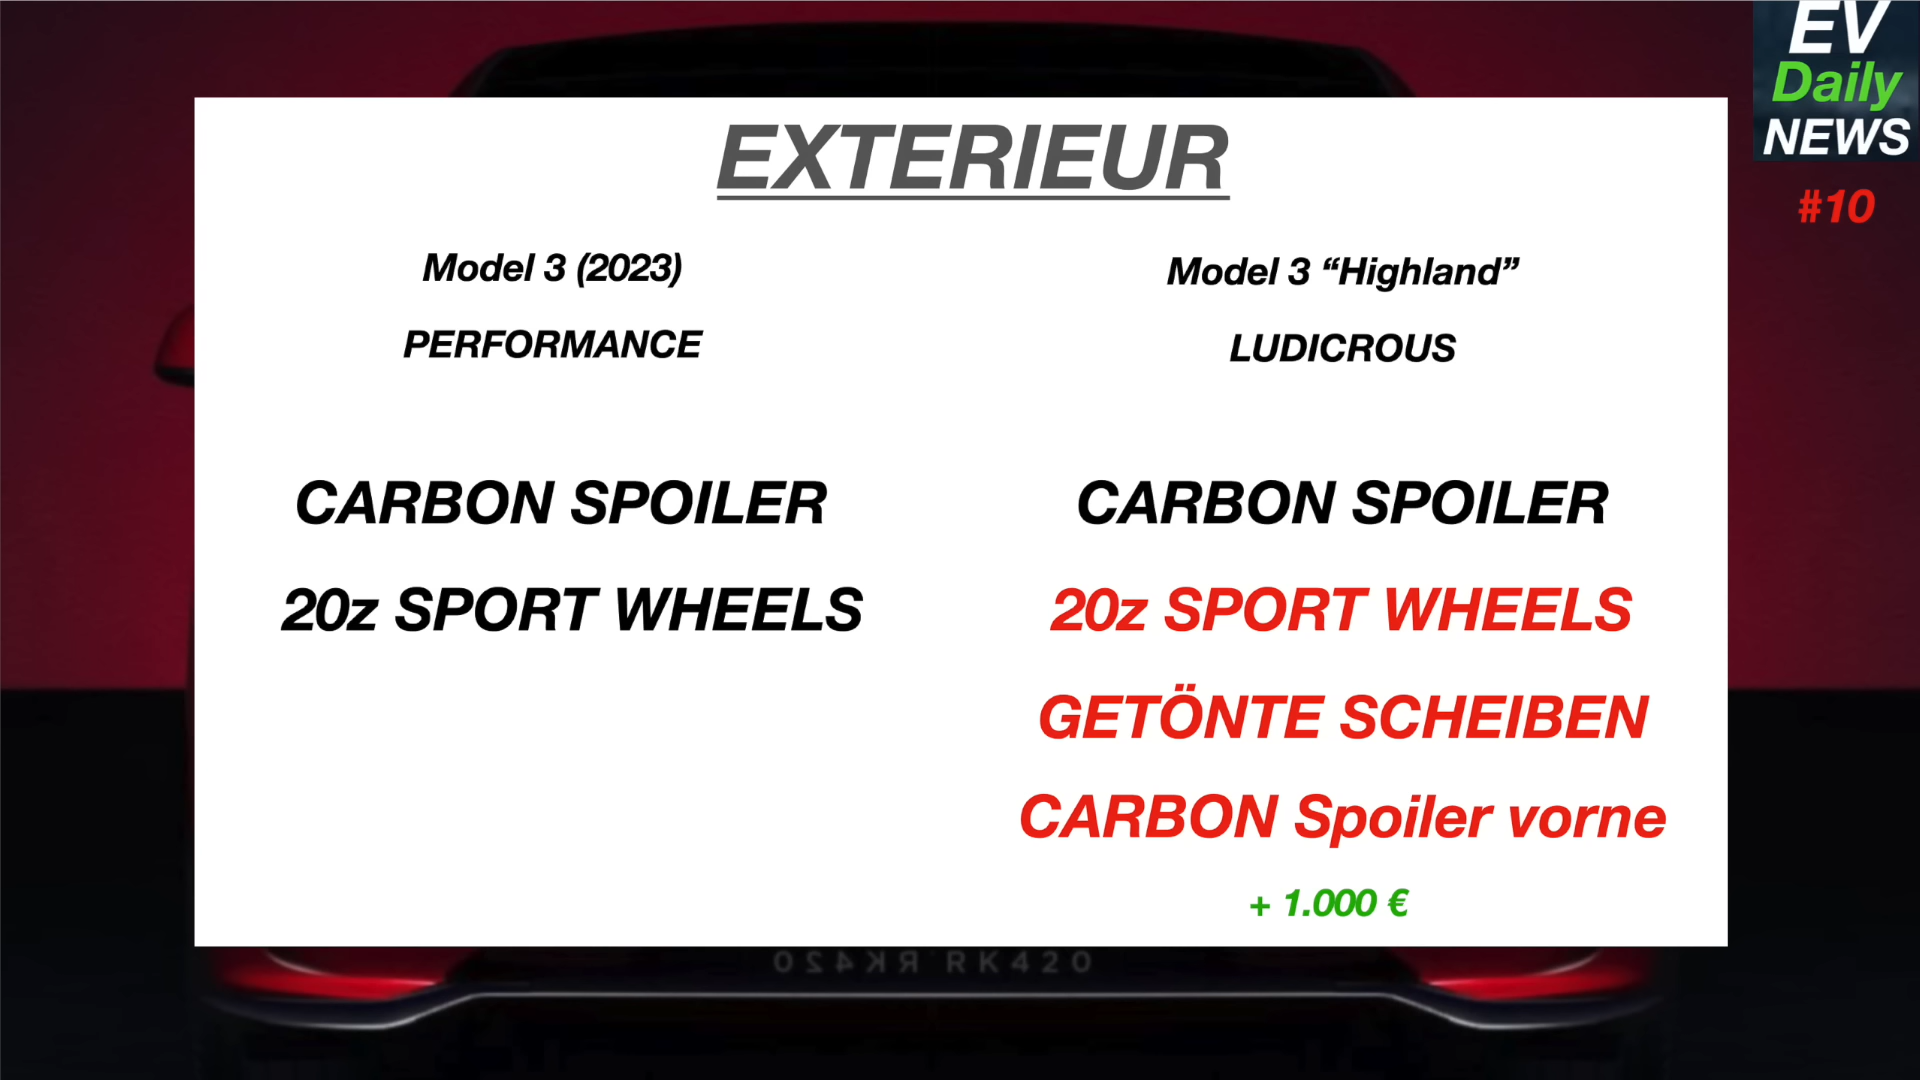 EV
Daily
NEWS
#10
EXTERIEUR
Model 3 (2023)
PERFORMANCE
CARBON SPOILER
20z SPORT WHEELS
Model 3 “Highland”
LUDICROUS
CARBON SPOILER
20z SPORT WHEELS
GETÖNTE SCHEIBEN
CARBON Spoiler vorne
+ 1.000 €
RK420